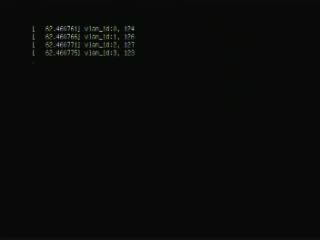 [   62.460761] vlan_id:0, 124
[   62.460766] vlan_id:1, 126
[   62.460771] vlan_id:2, 127
[   62.460775] vlan_id:3, 123